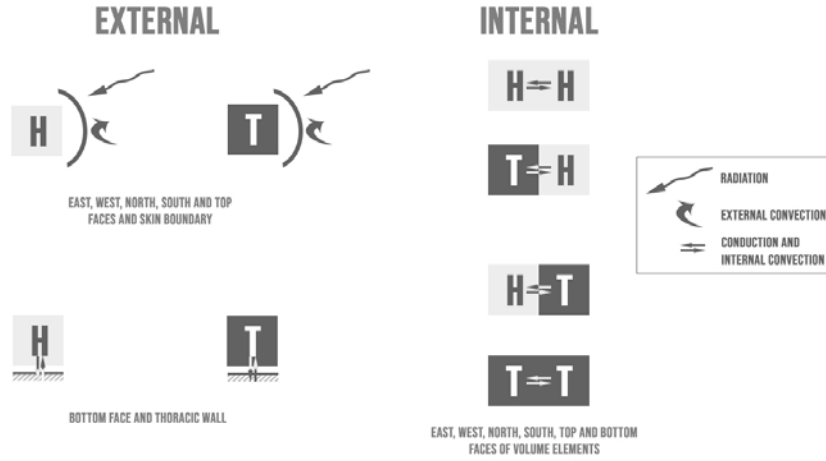 EXTERNAL
H
T
EAST, WEST, NORTH, SOUTH AND TOP
FACES AND SKIN BOUNDARY
H
T
BOTTOM FACE AND THORACIC WALL
INTERNAL
H H
T H
H T
T T
EAST, WEST, NORTH, SOUTH, TOP AND BOTTOM
FACES OF VOLUME ELEMENTS
RADIATION
EXTERNAL CONVECTION
CONDUCTION AND
INTERNAL CONVECTION